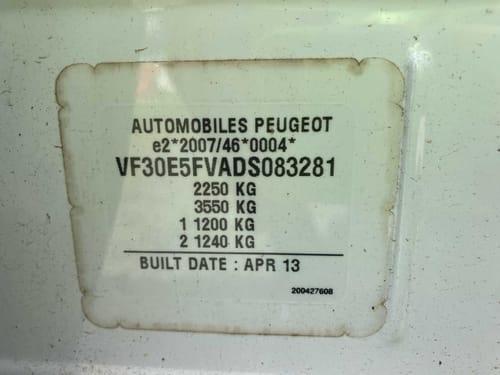 AUTOMOBILES PEUGEOT
e2*2007/46*0004*
VF30E5FVADS083281
2250 KG
3550 KG
1 1200 KG
2 1240 KG
BUILT DATE : APR 13
200427608